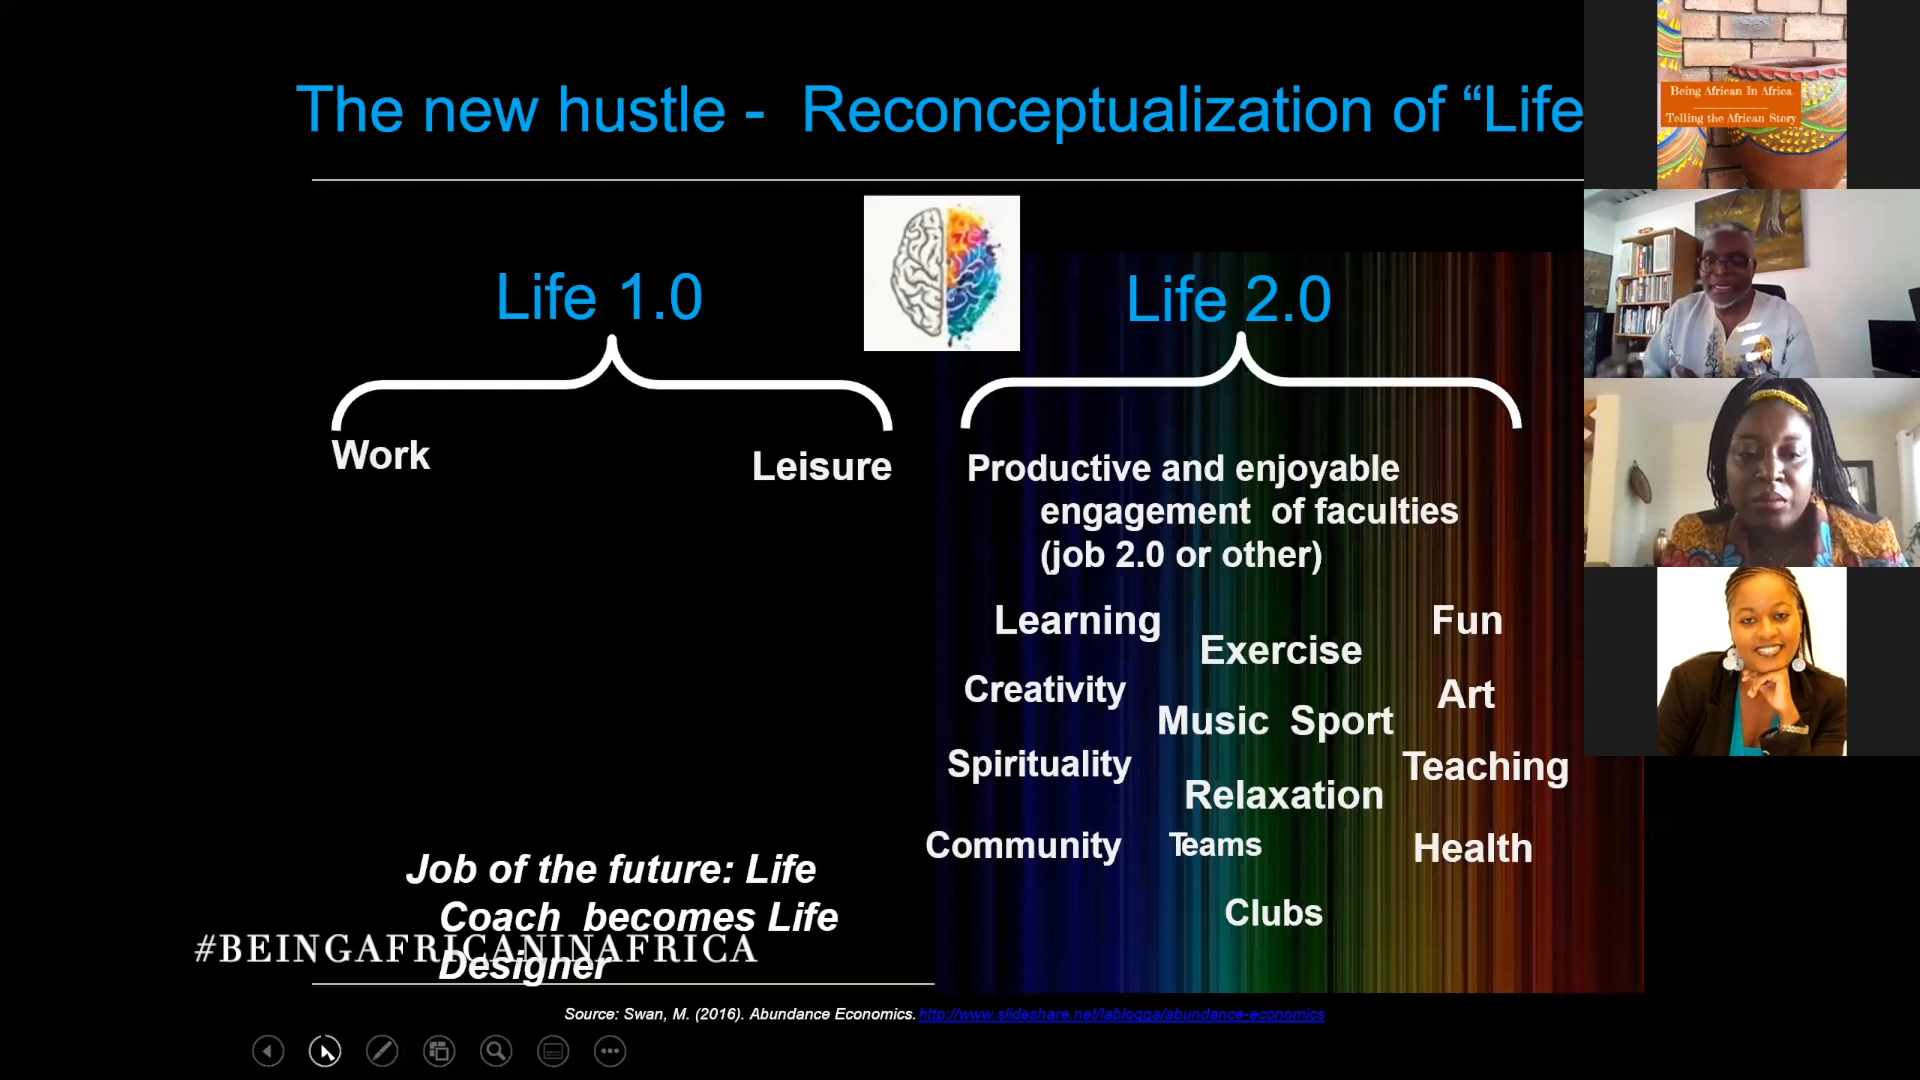 The new hustle -  Reconceptualization of “Life
Being African In Africa
Telling the African Story
Life 1.0
Life 2.0
Work
Leisure
Productive and enjoyable
engagement  of faculties
(job 2.0 or other)
Learning
Fun
Exercise
Creativity
Art
Music
Sport
Spirituality
Teaching
Relaxation
Community
Teams
Health
Clubs
Job of the future: Life
Coach  becomes Life
Designer
#BEINGAFRICANINAFRICA
Source: Swan, M. (2016). Abundance Economics. http://www.slideshare.net/lablogga/abundance-economics